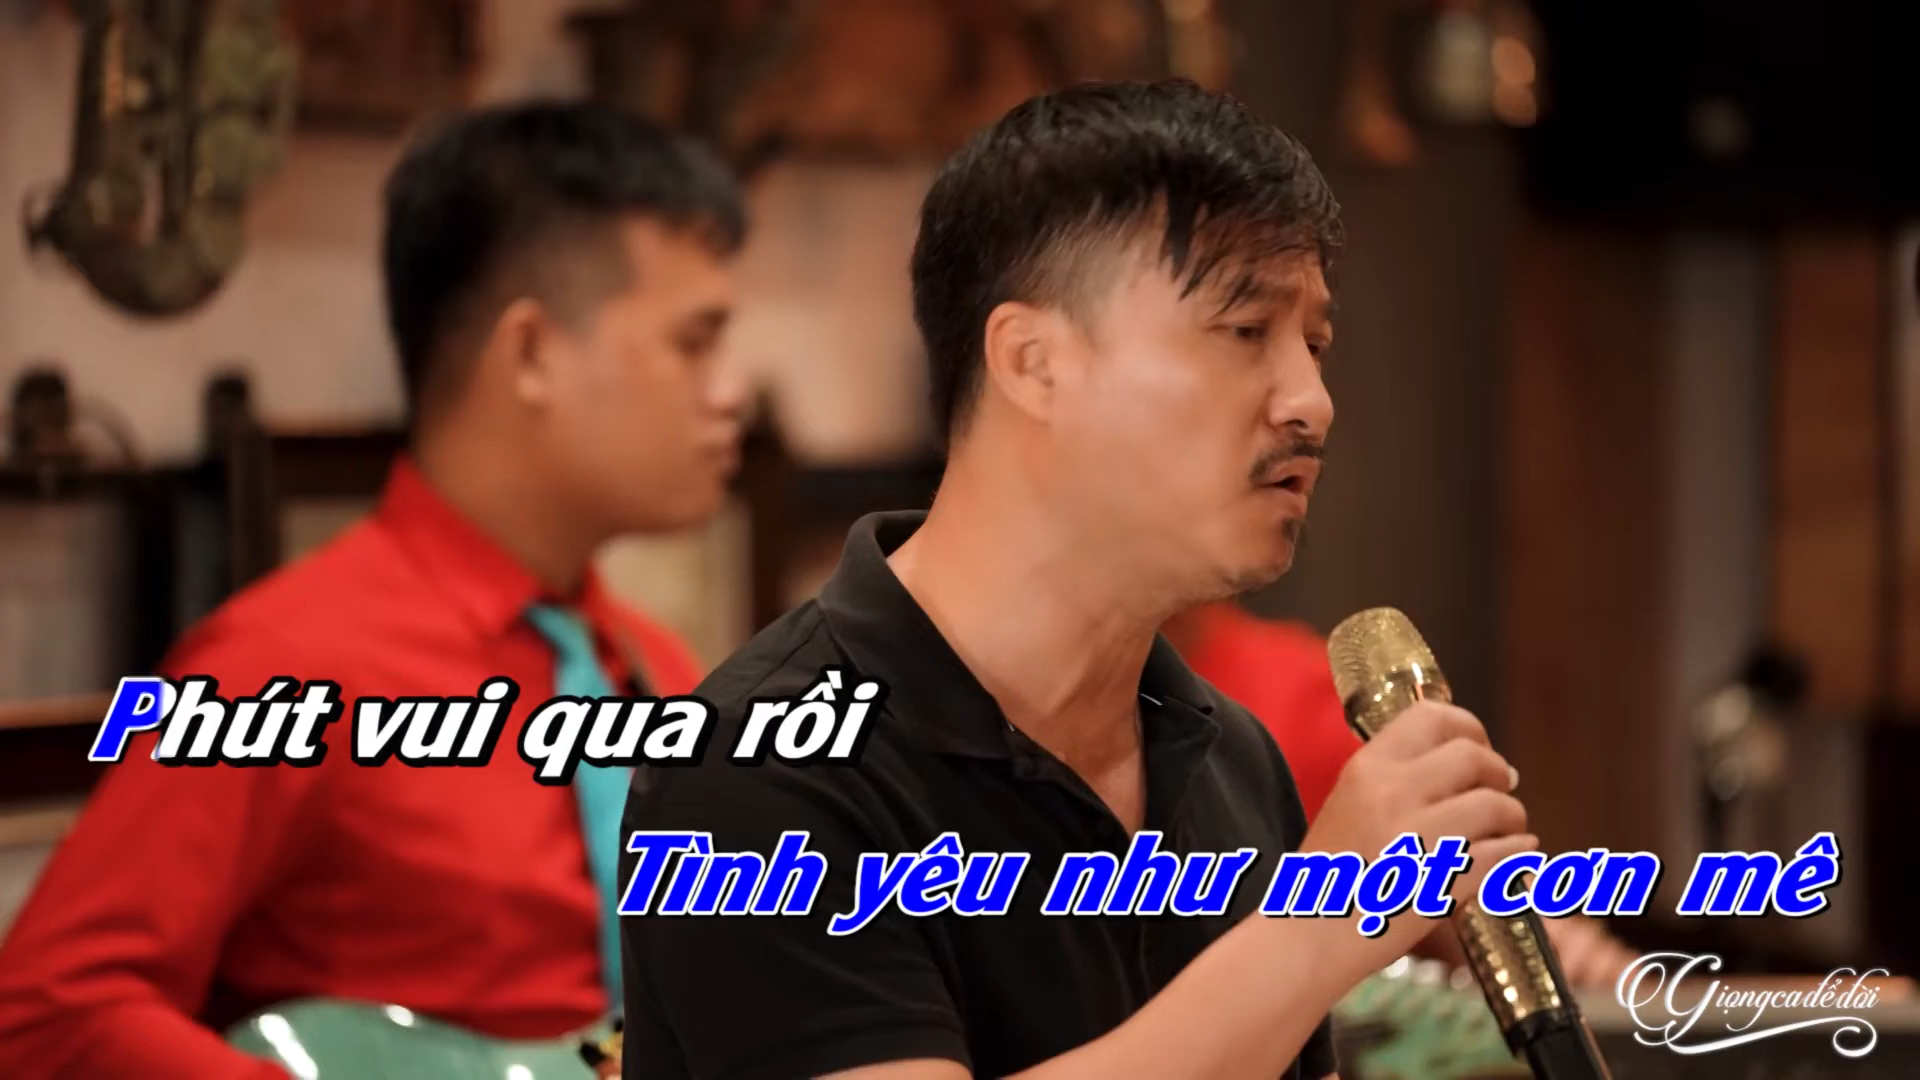 Phút vui qua rồi
Tình yêu như một cơn mê
Giọngcađểđời